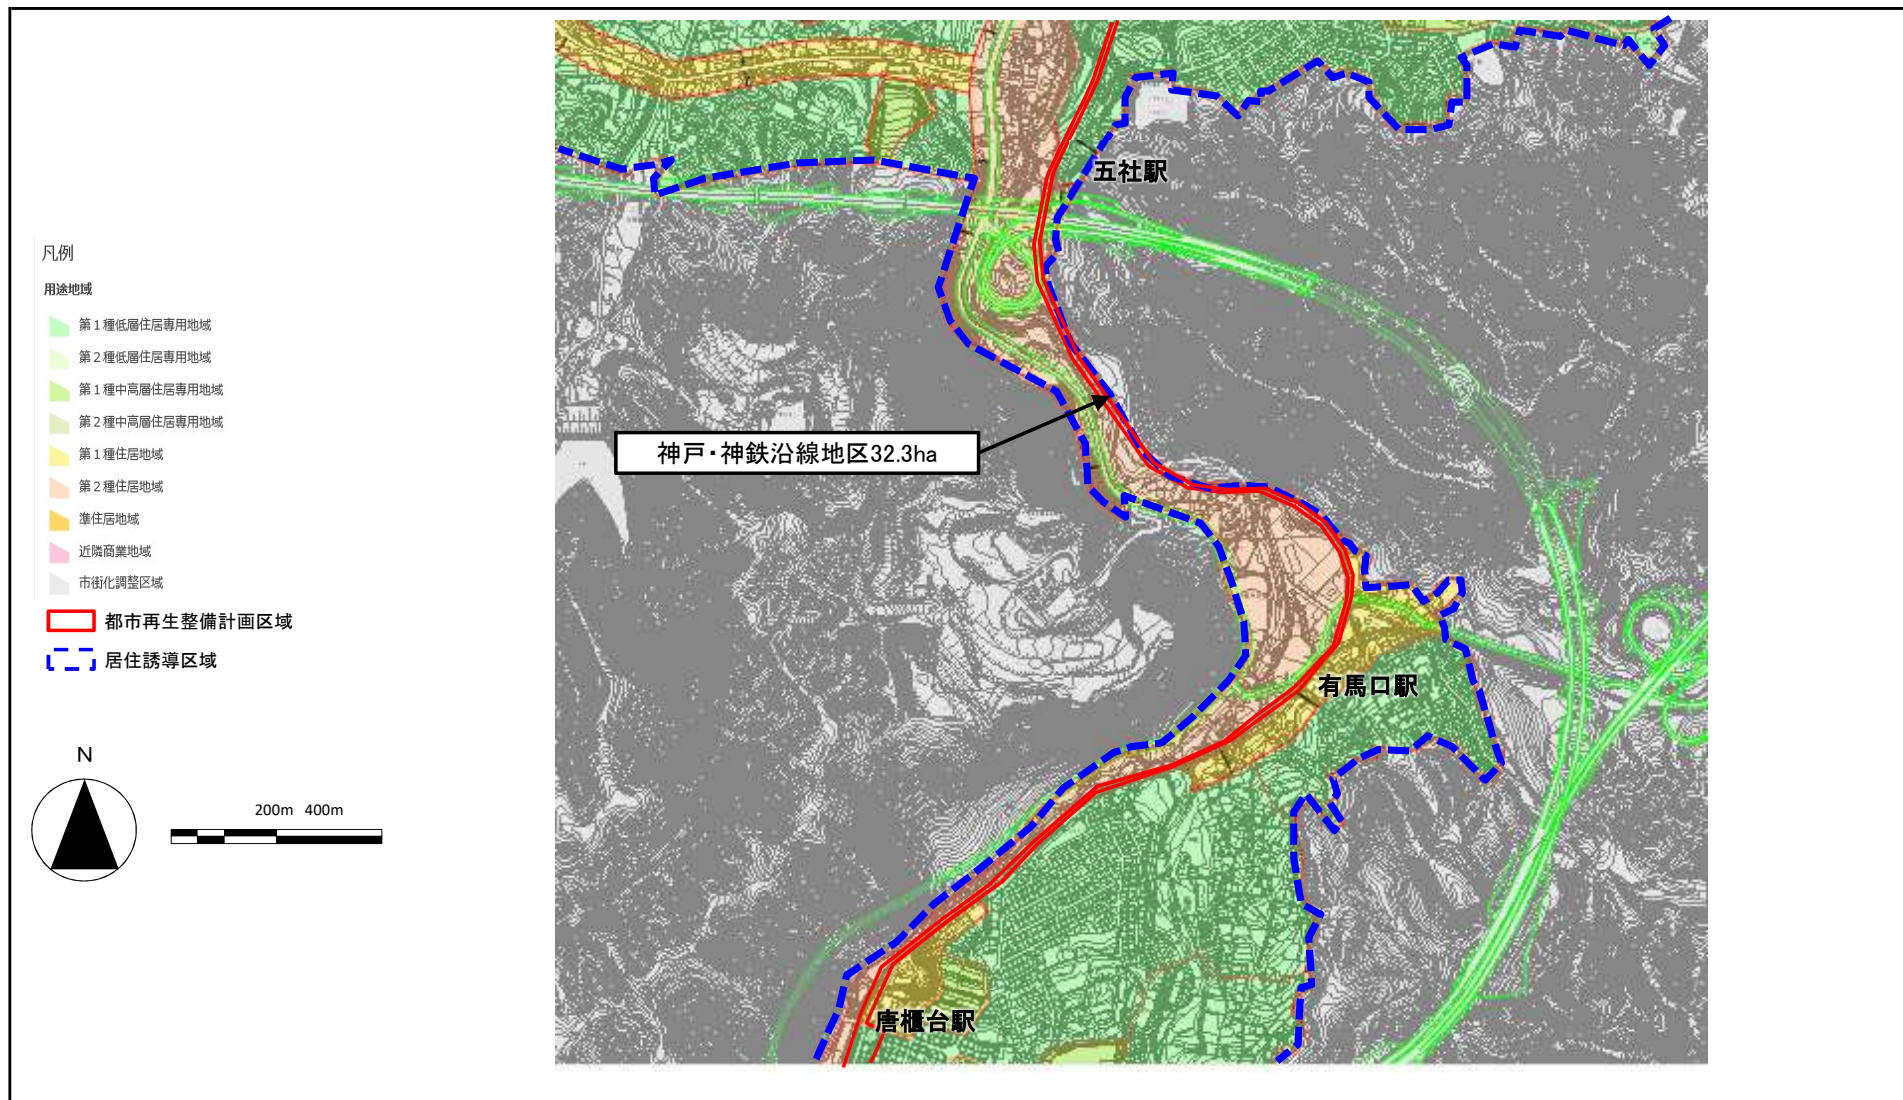 凡例
用途地域
第1種低層住居専用地域
第2種低層住居専用地域
第1種中高層住居専用地域
第2種中高層住居専用地域
第1種住居地域
第2種住居地域
準住居地域
近隣商業地域
市街化調整区域
都市再生整備計画区域
居住誘導区域
N
200m 400m
五社駅
神戸・神鉄沿線地区32.3ha
有馬口駅
唐櫃台駅